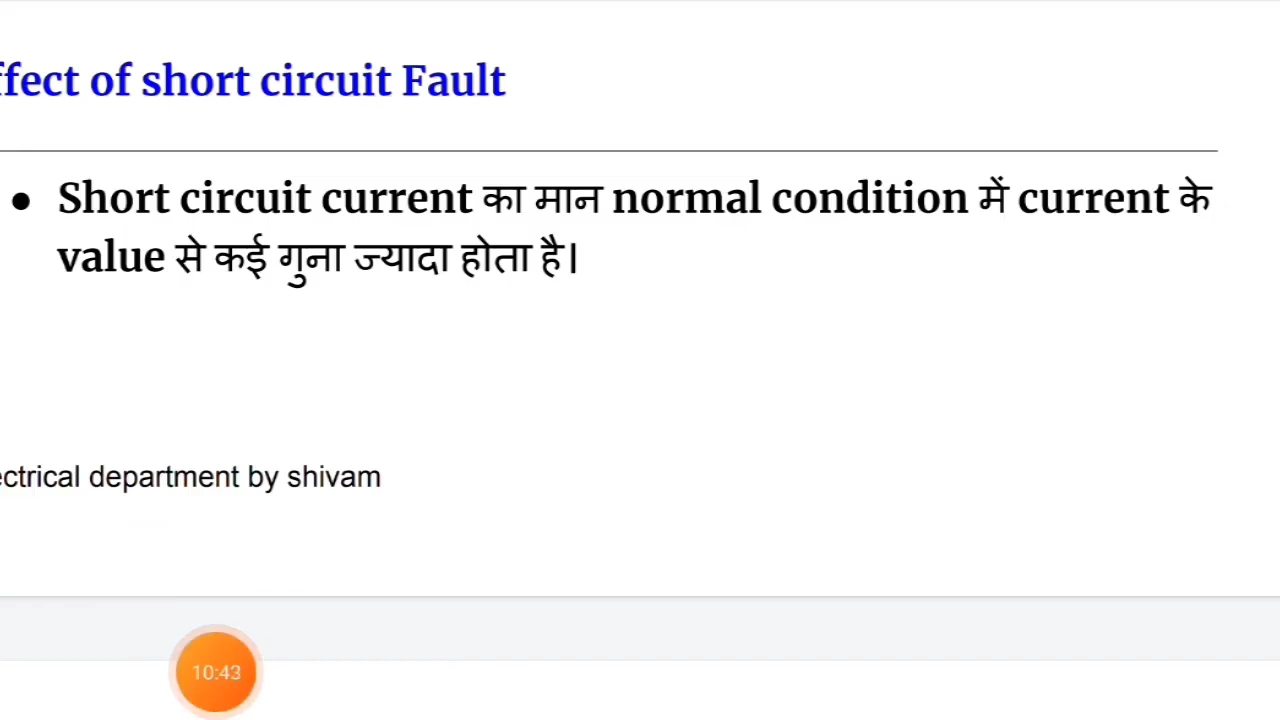 ffect of short circuit Fault
● Short circuit current का मान normal condition में current के
value से कई गुना ज्यादा होता है।
ectrical department by shivam
10:43